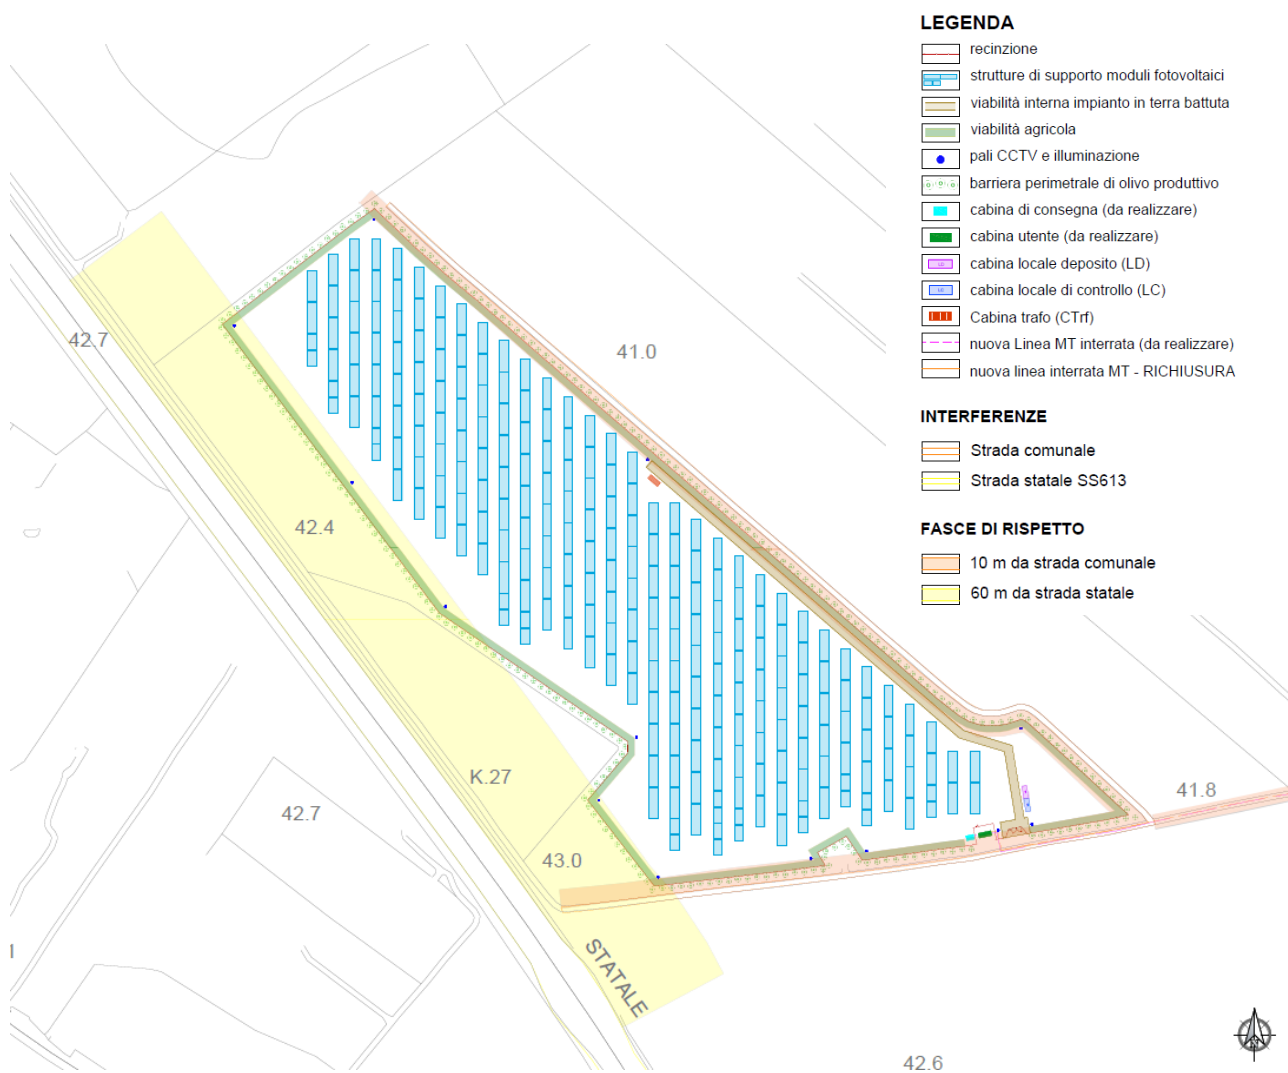 LEGENDA
recinzione
strutture di supporto moduli fotovoltaici
viabilità interna impianto in terra battuta
viabilità agricola
pali CCTV e illuminazione
barriera perimetrale di olivo produttivo
cabina di consegna (da realizzare)
cabina utente (da realizzare)
cabina locale deposito (LD)
cabina locale di controllo (LC)
Cabina trafo (CTrf)
nuova Linea MT interrata (da realizzare)
nuova linea interrata MT - RICHIUSURA
INTERFERENZE
Strada comunale
Strada statale SS613
FASCE DI RISPETTO
10 m da strada comunale
60 m da strada statale
42.7
41.0
42.4
K.27
42.7
41.8
43.0
STATALE
42.6